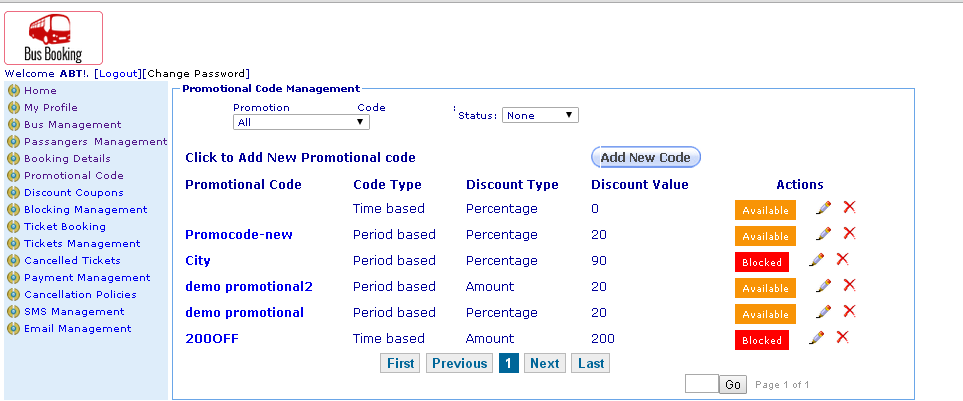 Bus Booking
Welcome ABT!. [Logout][Change Password]
Home
My Profile
Bus Management
Passangers Management
Booking Details
Promotional Code
Discount Coupons
Blocking Management
Ticket Booking
Tickets Management
Cancelled Tickets
Payment Management
Cancellation Policies
SMS Management
Email Management
Promotional Code Management
Promotion Code :
All
Status: None
Click to Add New Promotional code Add New Code
Promotional Code Code Type Discount Type Discount Value Actions
Time based Percentage 0 Available
Promocode-new Period based Percentage 20 Available
City Period based Percentage 90 Blocked
demo promotional2 Period based Amount 20 Available
demo promotional Period based Percentage 20 Available
200OFF Time based Amount 200 Blocked
First Previous 1 Next Last
Go Page 1 of 1